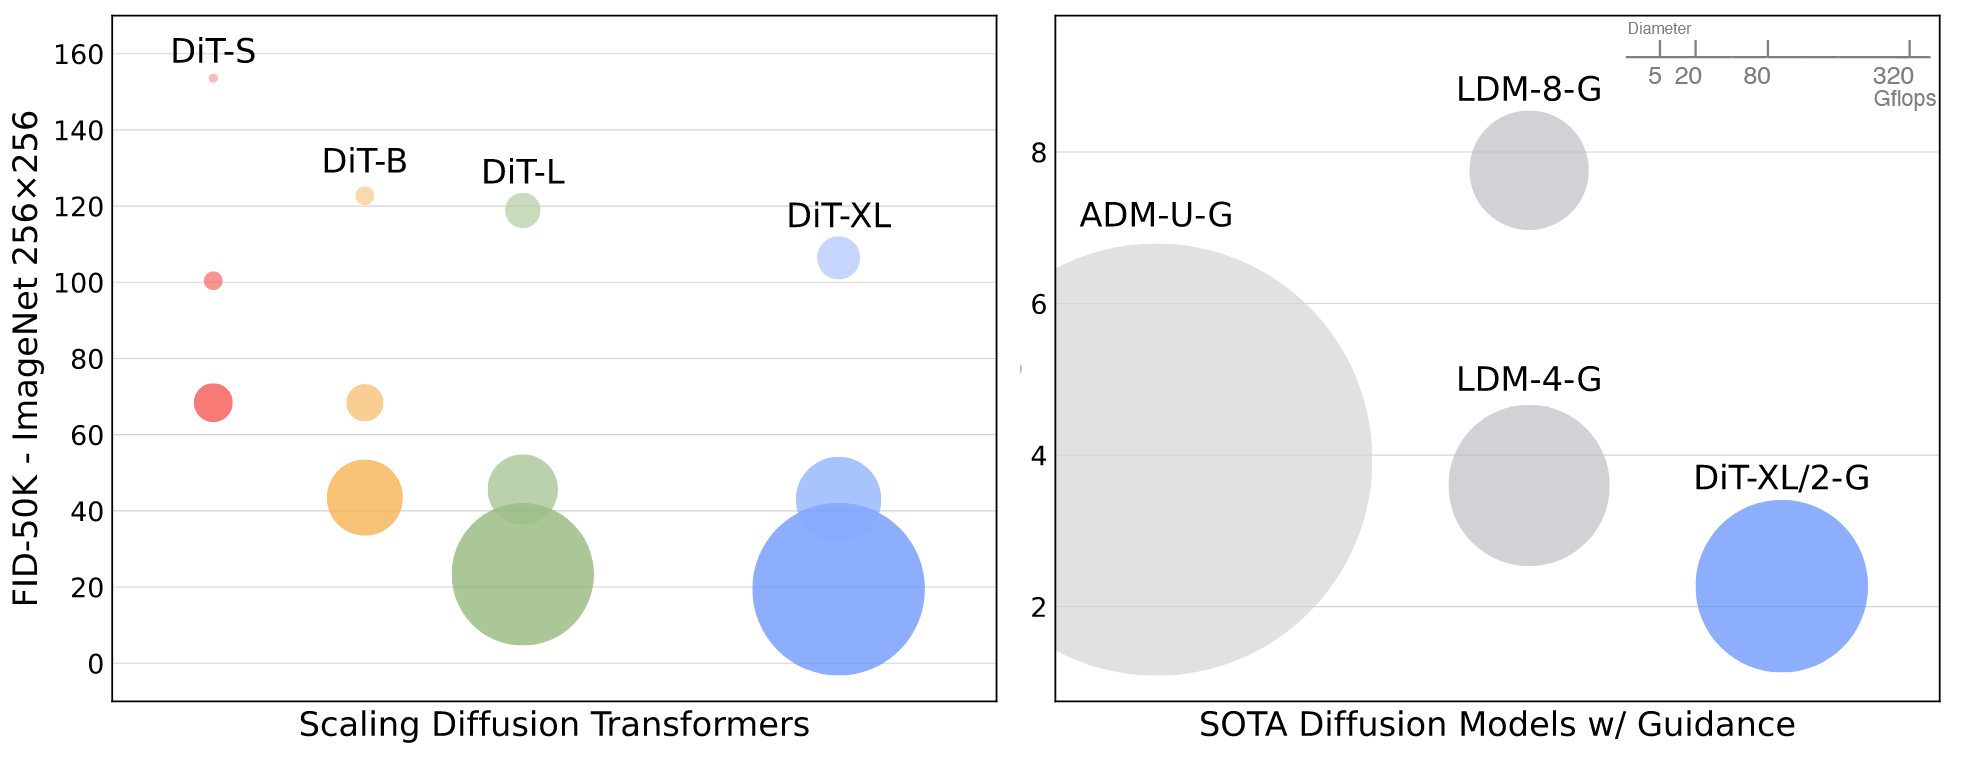 FID-50K - ImageNet 256×256
160
140
120
100
80
60
40
20
0
DiT-S
DiT-B
DiT-L
DiT-XL
Scaling Diffusion Transformers
8
6
4
2
Diameter
5 20 80 320
Gflops
LDM-8-G
ADM-U-G
LDM-4-G
DiT-XL/2-G
SOTA Diffusion Models w/ Guidance